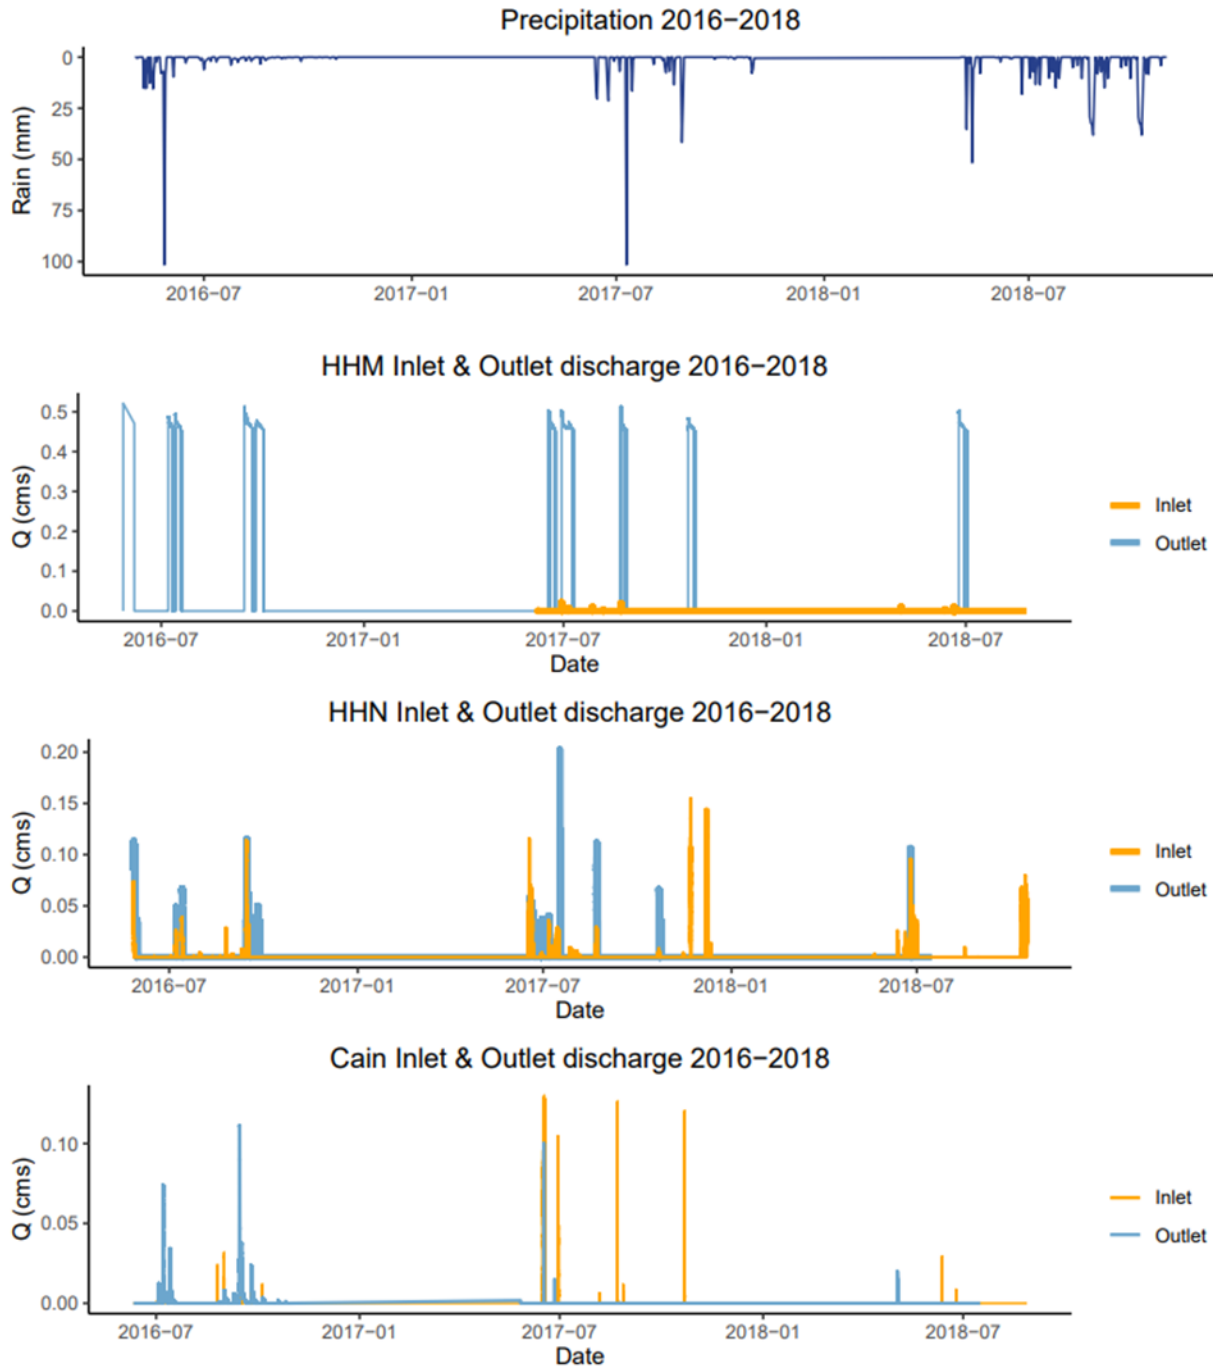 Precipitation 2016−2018
Rain (mm)
0
25
50
75
100
2016−07 2017−01 2017−07 2018−01 2018−07
HHM Inlet & Outlet discharge 2016−2018
Q (cms)
0.5
0.4
0.3
0.2
0.1
0.0
2016−07 2017−01 2017−07 2018−01 2018−07
Date
Inlet
Outlet
HHN Inlet & Outlet discharge 2016−2018
Q (cms)
0.20
0.15
0.10
0.05
0.00
2016−07 2017−01 2017−07 2018−01 2018−07
Date
Inlet
Outlet
Cain Inlet & Outlet discharge 2016−2018
Q (cms)
0.10
0.05
0.00
2016−07 2017−01 2017−07 2018−01 2018−07
Date
Inlet
Outlet